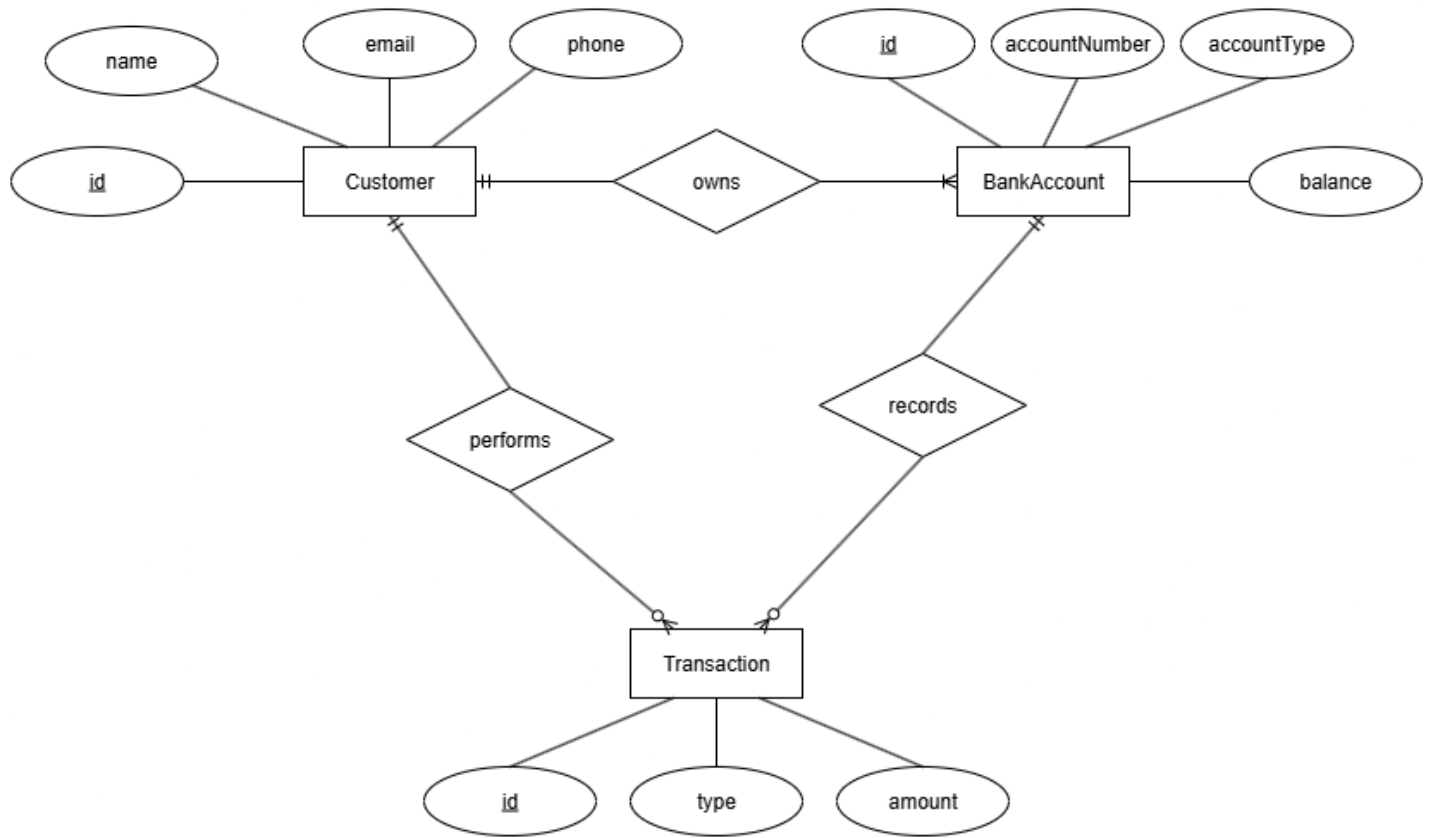 email
phone
id
accountNumber
accountType
name
id
Customer
owns
BankAccount
balance
performs
records
Transaction
id
type
amount